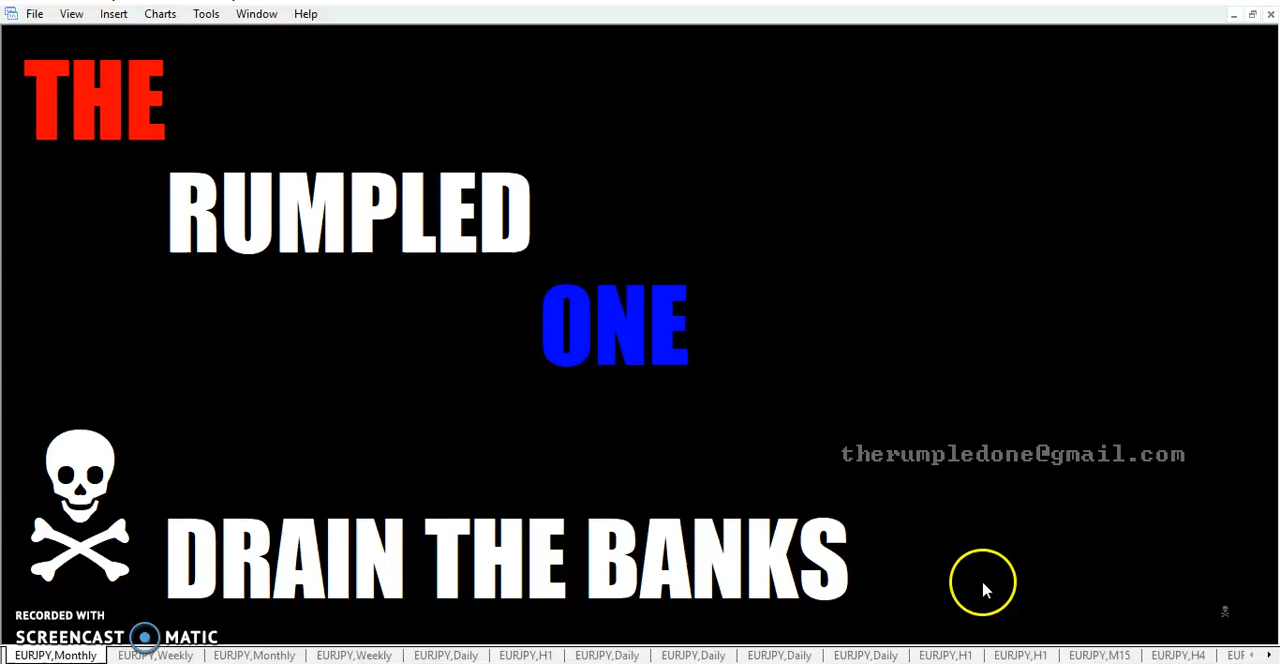 File View Insert Charts Tools Window Help
THE
RUMPLED
ONE
therumpledone@gmail.com
DRAIN THE BANKS
RECORDED WITH
SCREENCAST MATIC
EURJPY,Monthly EURJPY,Weekly EURJPY,Monthly EURJPY,Weekly EURJPY,Daily EURJPY,H1 EURJPY,Daily EURJPY,Daily EURJPY,Daily EURJPY,Daily EURJPY,H1 EURJPY,H1 EURJPY,M15 EURJPY,H4